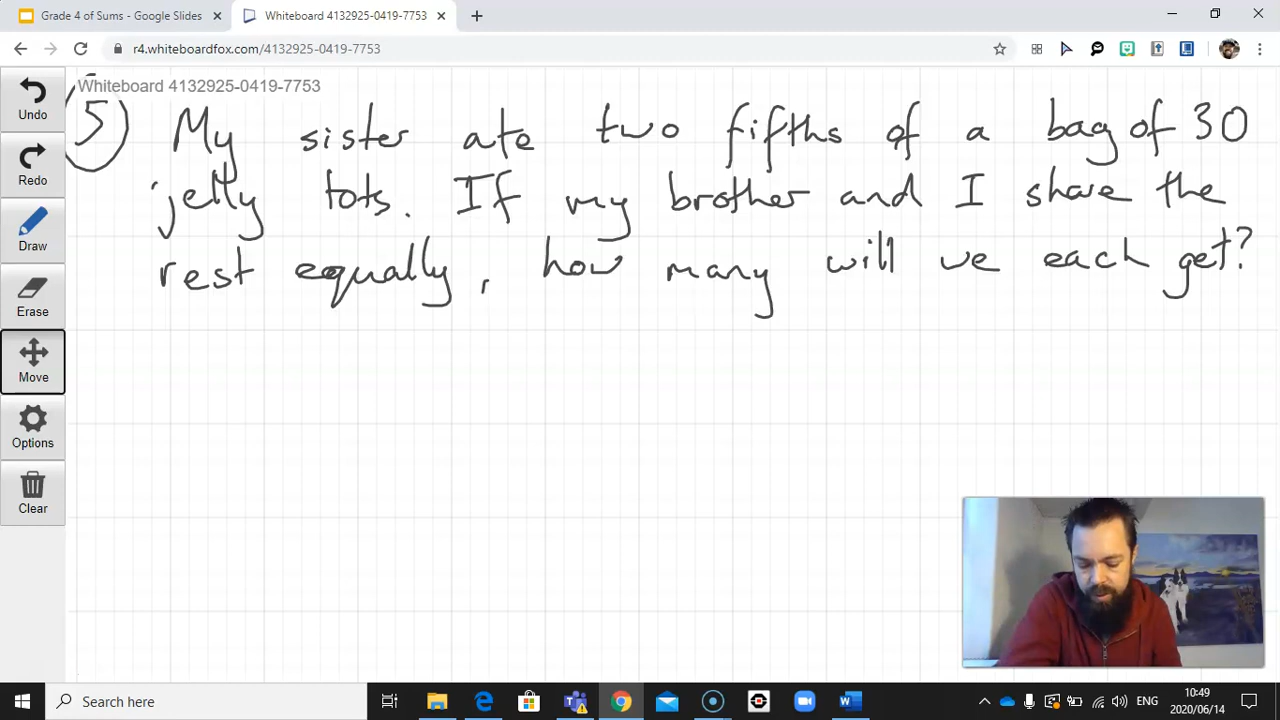 Grade 4 of Sums - Google Slides
Whiteboard 4132925-0419-7753
r4.whiteboardfox.com/4132925-0419-7753
Whiteboard 4132925-0419-7753
Undo
Redo
Draw
Erase
Move
Options
Clear
5 My sister ate two fifths of a bag of 30
jelly tots. If my brother and I share the
rest equally, how many will we each get?
Search here
ENG
10:49
2020/06/14